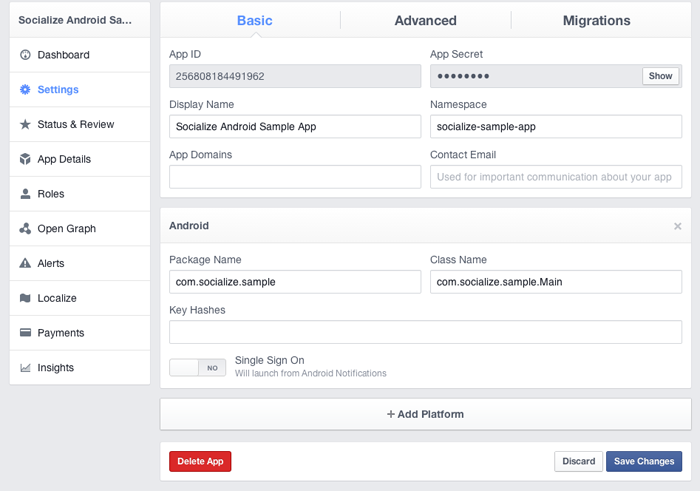 Socialize Android Sa...
Dashboard
Settings
Status & Review
App Details
Roles
Open Graph
Alerts
Localize
Payments
Insights
Basic
Advanced
Migrations
App ID
App Secret
256808184491962
●●●●●●●●
Show
Display Name
Namespace
Socialize Android Sample App
socialize-sample-app
App Domains
Contact Email
Used for important communication about your app
Android
×
Package Name
Class Name
com.socialize.sample
com.socialize.sample.Main
Key Hashes
NO
Single Sign On
Will launch from Android Notifications
+ Add Platform
Delete App
Discard
Save Changes